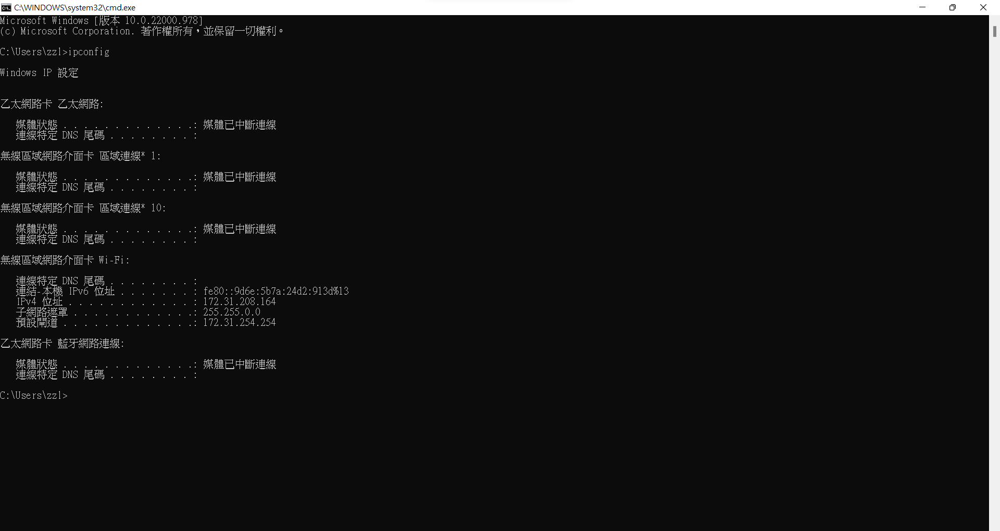 C:\WINDOWS\system32\cmd.exe
Microsoft Windows [版本 10.0.22000.978]
(c) Microsoft Corporation. 著作權所有，並保留一切權利。
C:\Users\zzl>ipconfig
Windows IP 設定
乙太網路卡 乙太網路:
媒體狀態 . . . . . . . . . . . . .: 媒體已中斷連線
連線特定 DNS 尾碼 . . . . . . . . :
無線區域網路介面卡 區域連線* 1:
媒體狀態 . . . . . . . . . . . . .: 媒體已中斷連線
連線特定 DNS 尾碼 . . . . . . . . :
無線區域網路介面卡 區域連線* 10:
媒體狀態 . . . . . . . . . . . . .: 媒體已中斷連線
連線特定 DNS 尾碼 . . . . . . . . :
無線區域網路介面卡 Wi-Fi:
連線特定 DNS 尾碼 . . . . . . . . :
連結-本機 IPv6 位址 . . . . . . . : fe80::9d6e:5b7a:24d2:913d%13
IPv4 位址 . . . . . . . . . . . . : 172.31.208.164
子網路遮罩 . . . . . . . . . . . .: 255.255.0.0
預設閘道 . . . . . . . . . . . . .: 172.31.254.254
乙太網路卡 藍牙網路連線:
媒體狀態 . . . . . . . . . . . . .: 媒體已中斷連線
連線特定 DNS 尾碼 . . . . . . . . :
C:\Users\zzl>